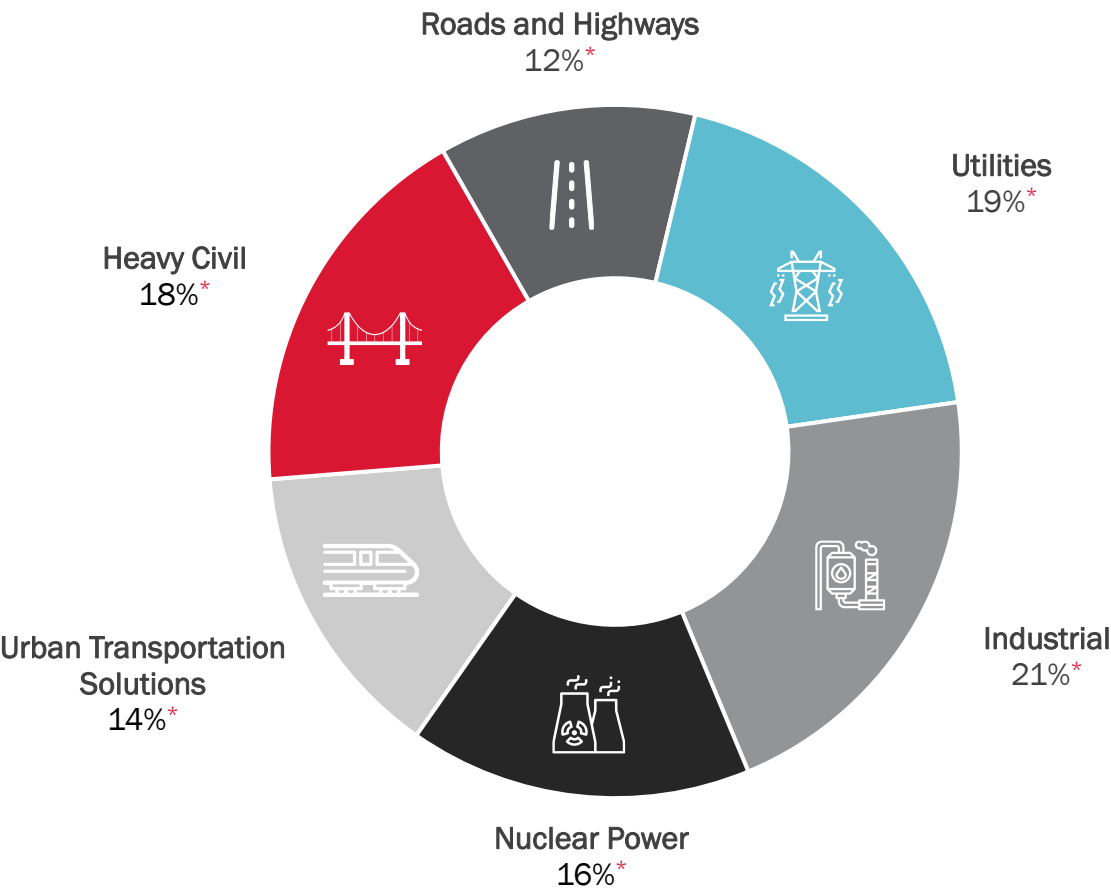 Roads and Highways
12%*
Utilities
19%*
Heavy Civil
18%*
Industrial
21%*
Urban Transportation
Solutions
14%*
Nuclear Power
16%*